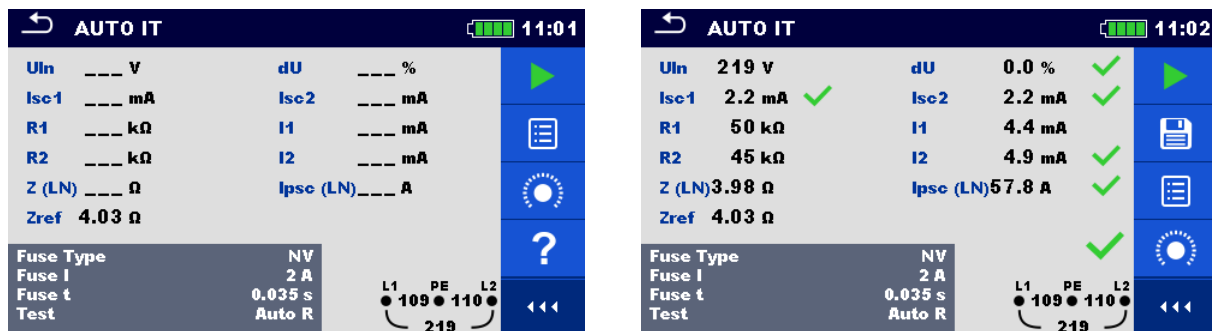 AUTO IT 11:01
Uln ___ V dU ___ %
Isc1 ___ mA Isc2 ___ mA
R1 ___ kΩ I1 ___ mA
R2 ___ kΩ I2 ___ mA
Z (LN) ___ Ω Ipsc (LN)___ A
Zref 4.03 Ω
?
Fuse Type NV
Fuse I 2 A
Fuse t 0.035 s
Test Auto R
L1 PE L2
109 110
219
AUTO IT 11:02
Uln 219 V dU 0.0 %
Isc1 2.2 mA Isc2 2.2 mA
R1 50 kΩ I1 4.4 mA
R2 45 kΩ I2 4.9 mA
Z (LN)3.98 Ω Ipsc (LN)57.8 A
Zref 4.03 Ω
Fuse Type NV
Fuse I 2 A
Fuse t 0.035 s
Test Auto R
L1 PE L2
109 110
219